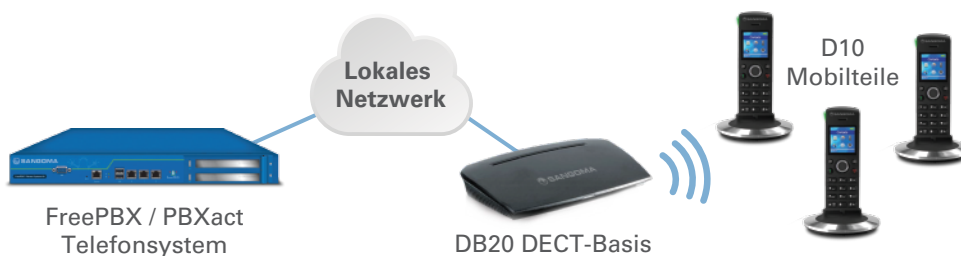 Lokales
Netzwerk
D10
Mobilteile
SANGOMA
SANGOMA
FreePBX / PBXact
Telefonsystem
DB20 DECT-Basis